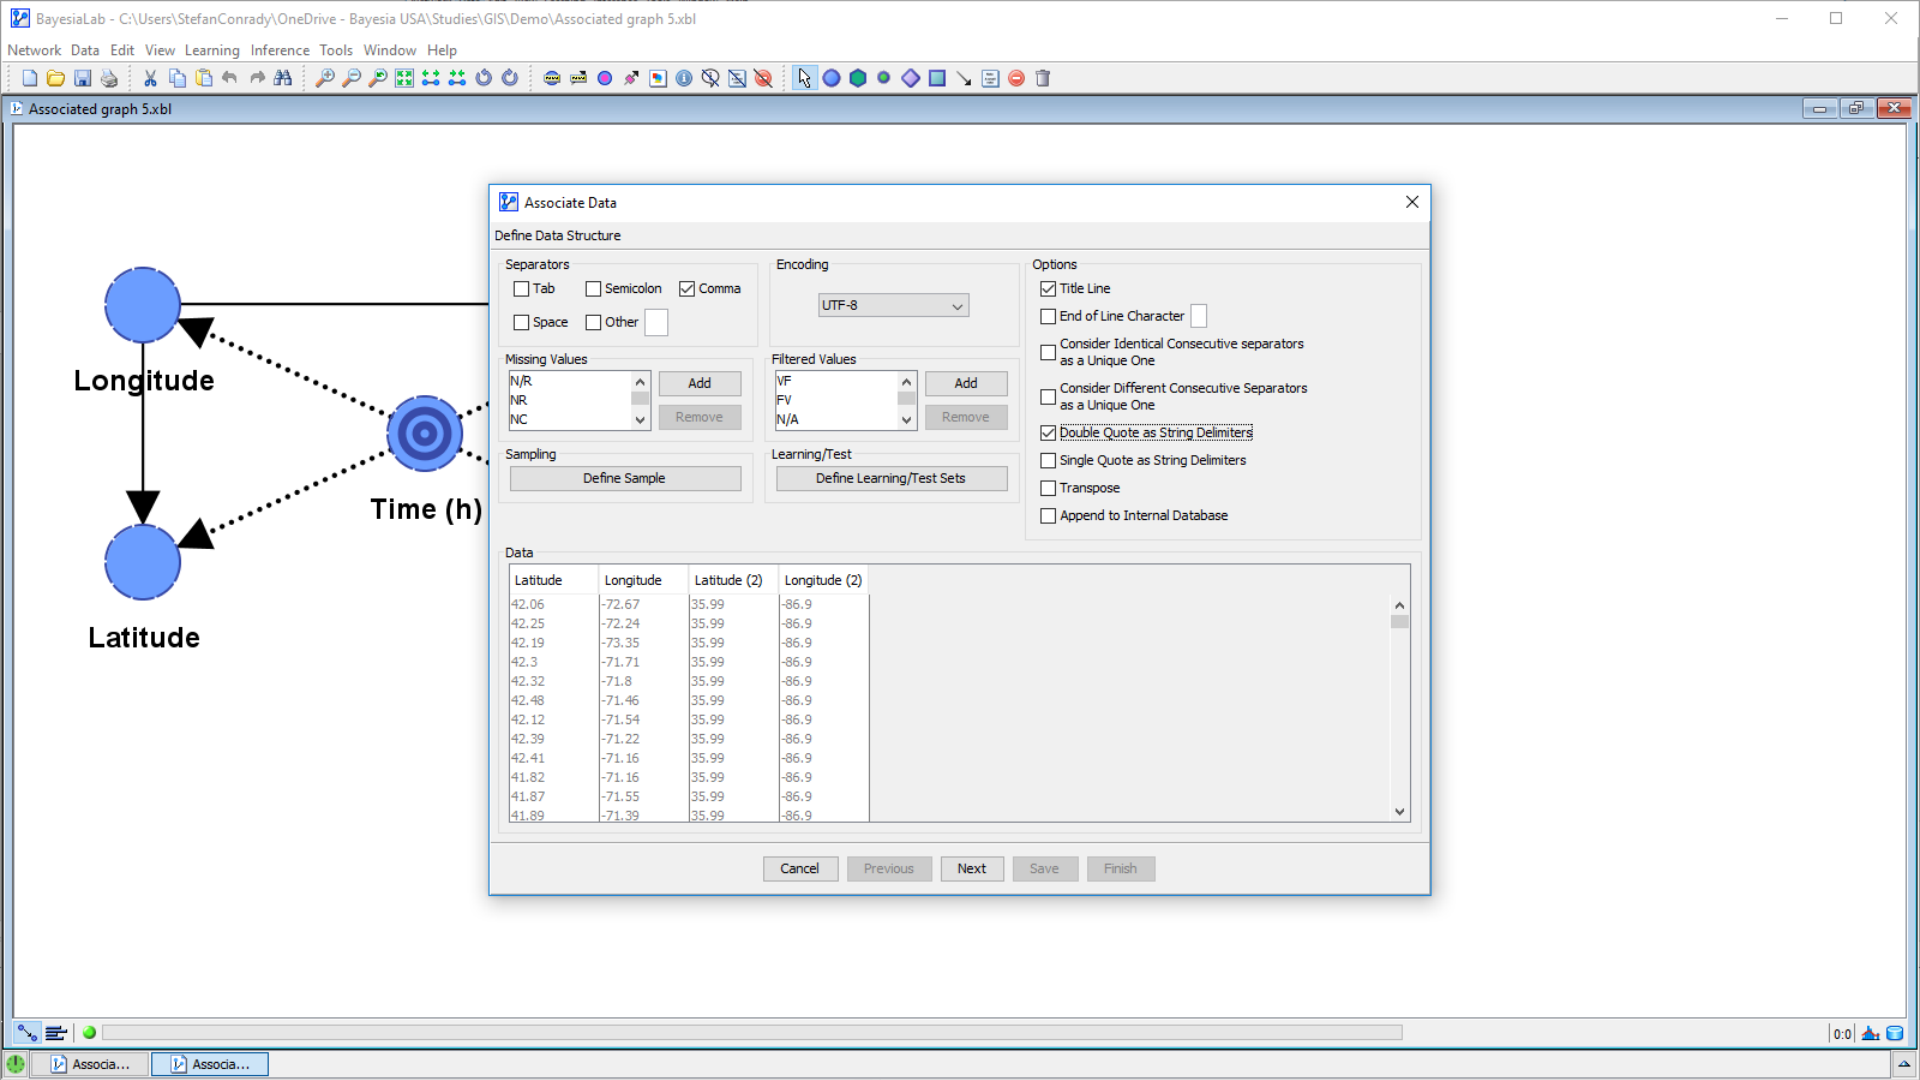 BayesiaLab - C:\Users\StefanConrady\OneDrive - Bayesia USA\Studies\GIS\Demo\Associated graph 5.xbl
Network Data Edit View Learning Inference Tools Window Help
Associated graph 5.xbl
Longitude
Time (h)
Latitude
Associate Data
Define Data Structure
Separators
Tab Semicolon Comma
Space Other
Encoding
UTF-8
Missing Values
N/R
NR
NC
Add
Remove
Filtered Values
VF
FV
N/A
Add
Remove
Sampling
Define Sample
Learning/Test
Define Learning/Test Sets
Options
Title Line
End of Line Character
Consider Identical Consecutive separators
as a Unique One
Consider Different Consecutive Separators
as a Unique One
Double Quote as String Delimiters
Single Quote as String Delimiters
Transpose
Append to Internal Database
Data
Latitude Longitude Latitude (2) Longitude (2)
42.06 -72.67 35.99 -86.9
42.25 -72.24 35.99 -86.9
42.19 -73.35 35.99 -86.9
42.3 -71.71 35.99 -86.9
42.32 -71.8 35.99 -86.9
42.48 -71.46 35.99 -86.9
42.12 -71.54 35.99 -86.9
42.39 -71.22 35.99 -86.9
42.41 -71.16 35.99 -86.9
41.82 -71.16 35.99 -86.9
41.87 -71.55 35.99 -86.9
41.89 -71.39 35.99 -86.9
Cancel Previous Next Save Finish
0:0
Associa... Associa...